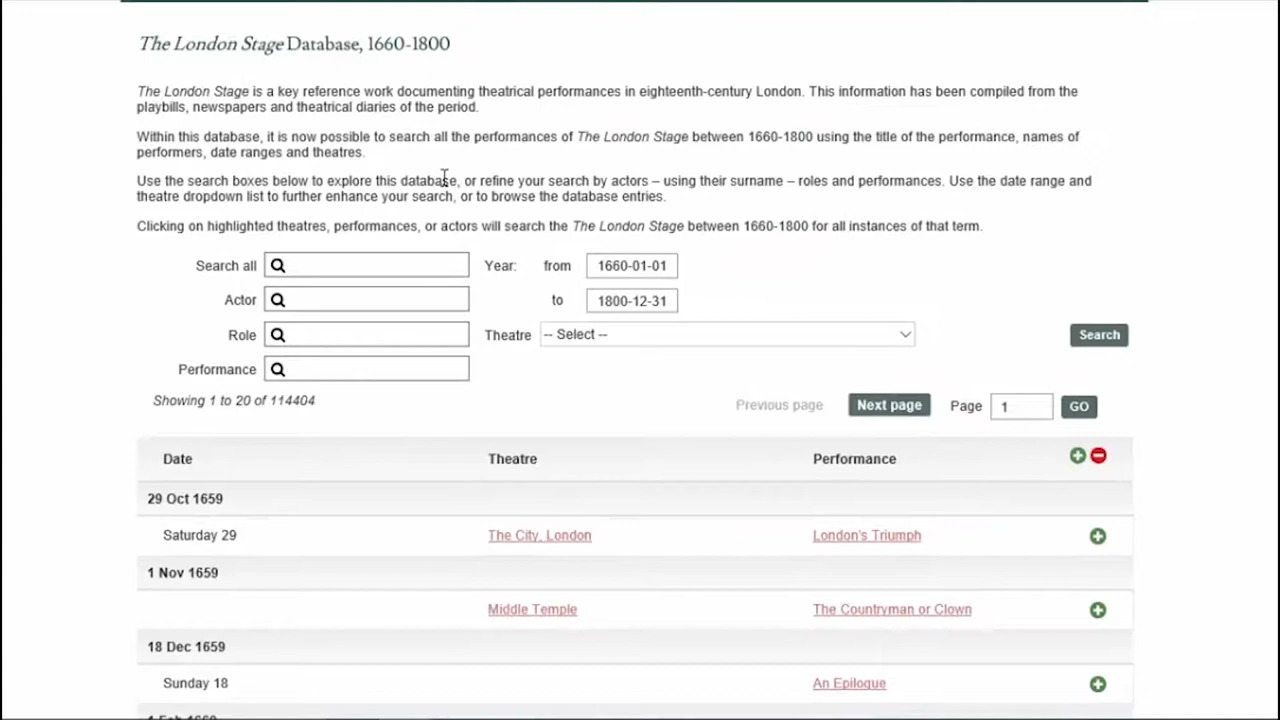 The London Stage Database, 1660-1800
The London Stage is a key reference work documenting theatrical performances in eighteenth-century London. This information has been compiled from the
playbills, newspapers and theatrical diaries of the period.
Within this database, it is now possible to search all the performances of The London Stage between 1660-1800 using the title of the performance, names of
performers, date ranges and theatres.
Use the search boxes below to explore this database, or refine your search by actors – using their surname – roles and performances. Use the date range and
theatre dropdown list to further enhance your search, or to browse the database entries.
Clicking on highlighted theatres, performances, or actors will search the The London Stage between 1660-1800 for all instances of that term.
Search all Year: from 1660-01-01
Actor to 1800-12-31
Role Theatre -- Select -- Search
Performance
Showing 1 to 20 of 114404 Previous page Next page Page 1 GO
Date Theatre Performance
29 Oct 1659
Saturday 29 The City, London London's Triumph
1 Nov 1659
Middle Temple The Countryman or Clown
18 Dec 1659
Sunday 18 An Epilogue